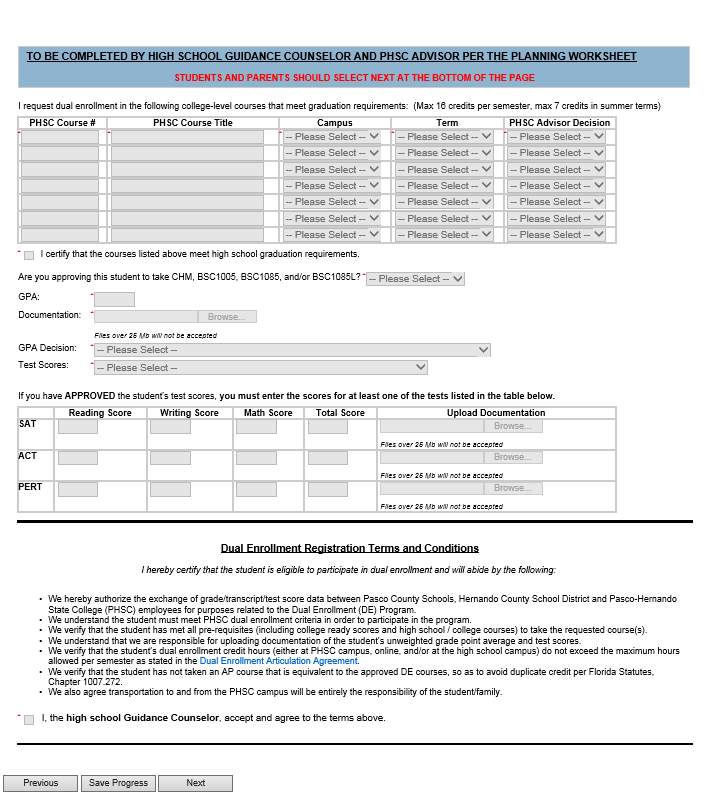 TO BE COMPLETED BY HIGH SCHOOL GUIDANCE COUNSELOR AND PHSC ADVISOR PER THE PLANNING WORKSHEET
STUDENTS AND PARENTS SHOULD SELECT NEXT AT THE BOTTOM OF THE PAGE
I request dual enrollment in the following college-level courses that meet graduation requirements: (Max 16 credits per semester, max 7 credits in summer terms)
PHSC Course # PHSC Course Title Campus Term PHSC Advisor Decision
-- Please Select -- -- Please Select -- -- Please Select --
-- Please Select -- -- Please Select -- -- Please Select --
-- Please Select -- -- Please Select -- -- Please Select --
-- Please Select -- -- Please Select -- -- Please Select --
-- Please Select -- -- Please Select -- -- Please Select --
-- Please Select -- -- Please Select -- -- Please Select --
-- Please Select -- -- Please Select -- -- Please Select --
* I certify that the courses listed above meet high school graduation requirements.
Are you approving this student to take CHM, BSC1005, BSC1085, and/or BSC1085L? * -- Please Select --
GPA: *
Documentation: * Browse...
Files over 25 Mb will not be accepted
GPA Decision: * -- Please Select --
Test Scores: * -- Please Select --
If you have APPROVED the student's test scores, you must enter the scores for at least one of the tests listed in the table below.
Reading Score Writing Score Math Score Total Score Upload Documentation
SAT Browse...
Files over 25 Mb will not be accepted
ACT Browse...
Files over 25 Mb will not be accepted
PERT Browse...
Files over 25 Mb will not be accepted
Dual Enrollment Registration Terms and Conditions
I hereby certify that the student is eligible to participate in dual enrollment and will abide by the following:
• We hereby authorize the exchange of grade/transcript/test score data between Pasco County Schools, Hernando County School District and Pasco-Hernando
State College (PHSC) employees for purposes related to the Dual Enrollment (DE) Program.
• We understand the student must meet PHSC dual enrollment criteria in order to participate in the program.
• We verify that the student has met all pre-requisites (including college ready scores and high school / college courses) to take the requested course(s).
• We understand that we are responsible for uploading documentation of the student's unweighted grade point average and test scores.
• We verify that the student's dual enrollment credit hours (either at PHSC campus, online, and/or at the high school campus) do not exceed the maximum hours
allowed per semester as stated in the Dual Enrollment Articulation Agreement.
• We verify that the student has not taken an AP course that is equivalent to the approved DE courses, so as to avoid duplicate credit per Florida Statutes,
Chapter 1007.272.
• We also agree transportation to and from the PHSC campus will be entirely the responsibility of the student/family.
* I, the high school Guidance Counselor, accept and agree to the terms above.
Previous Save Progress Next